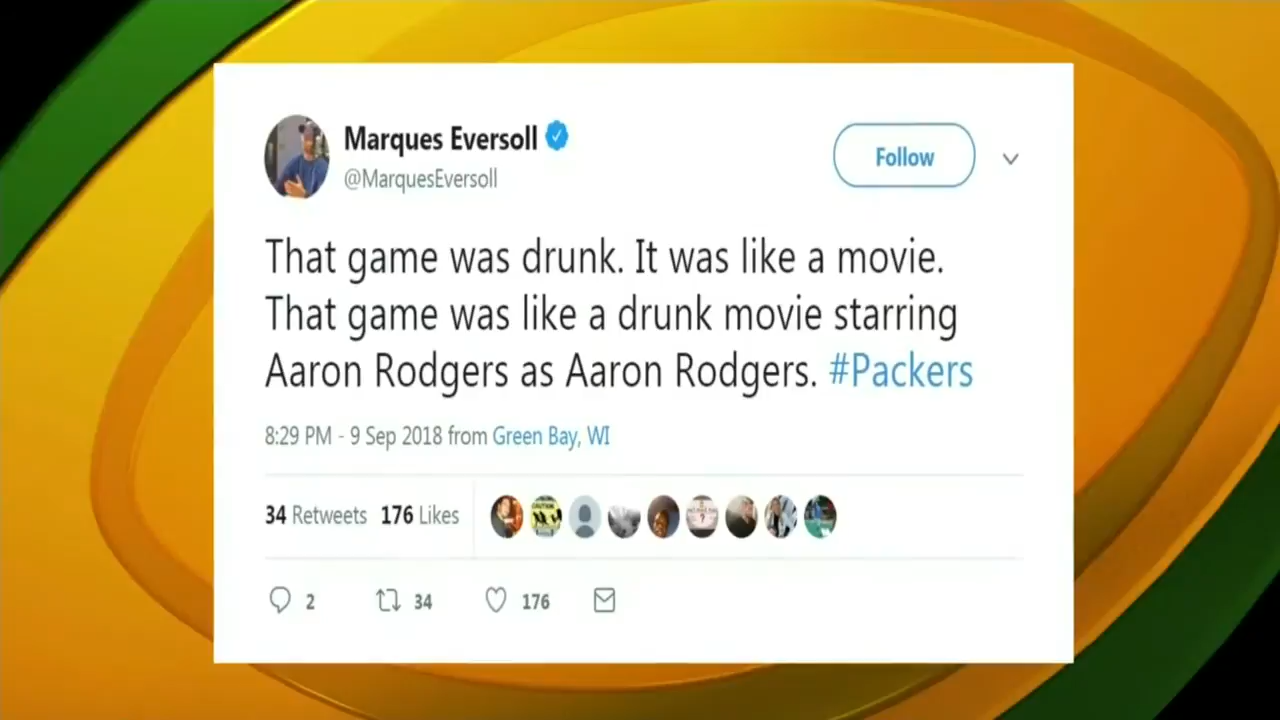 Marques Eversoll
@MarquesEversoll
Follow
That game was drunk. It was like a movie.
That game was like a drunk movie starring
Aaron Rodgers as Aaron Rodgers. #Packers
8:29 PM - 9 Sep 2018 from Green Bay, WI
34 Retweets 176 Likes
CAUTION
2 34 176